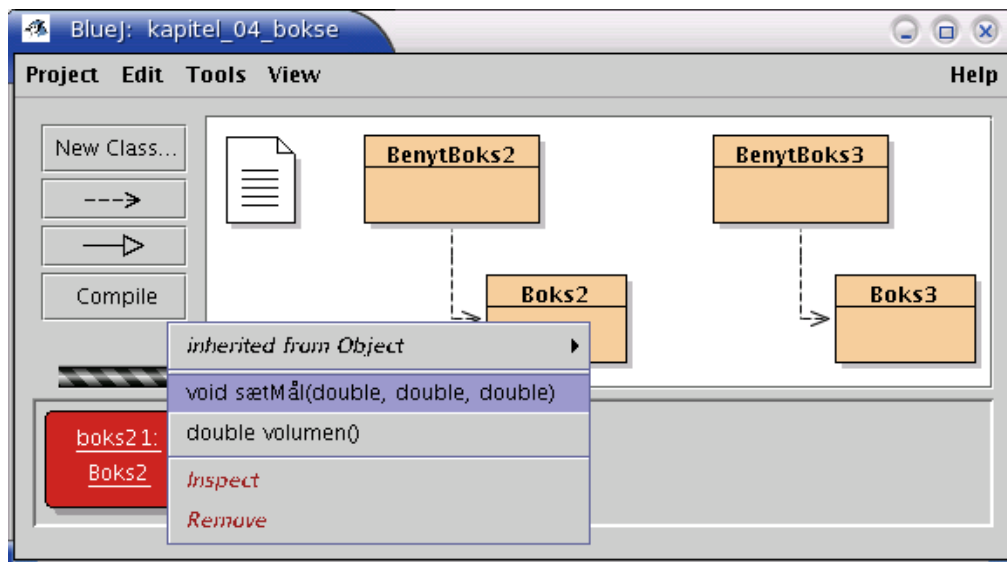 BlueJ: kapitel_04_bokse
Project Edit Tools View Help
New Class...
Compile
BenytBoks2
BenytBoks3
Boks2
Boks3
inherited from Object
void sætMål(double, double, double)
double volumen()
Inspect
Remove
boks21:
Boks2